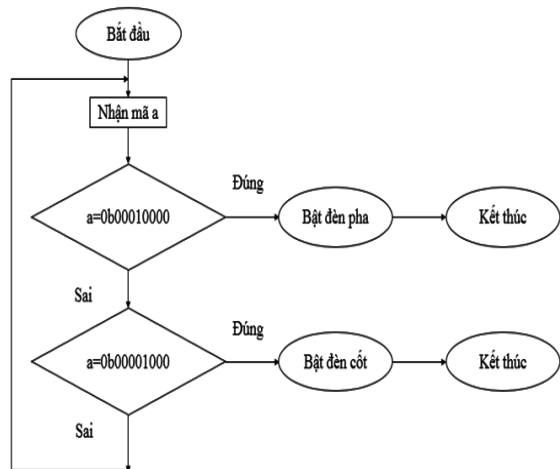 Bắt đầu
Nhận mã a
Đúng
a=0b00010000
Bật đèn pha
Kết thúc
Sai
Đúng
a=0b00001000
Bật đèn cốt
Kết thúc
Sai